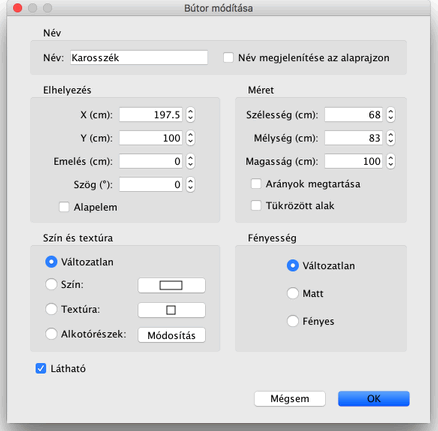 Bútor módítása
Név
Név: Karosszék Név megjelenítése az alaprajzon
Elhelyezés
X (cm): 197.5
Y (cm): 100
Emelés (cm): 0
Szög (°): 0
Alapelem
Méret
Szélesség (cm): 68
Mélység (cm): 83
Magasság (cm): 100
Arányok megtartása
Tükrözött alak
Szín és textúra
Változatlan
Szín:
Textúra:
Alkotórészek: Módosítás
Fényesség
Változatlan
Matt
Fényes
Látható
Mégsem OK